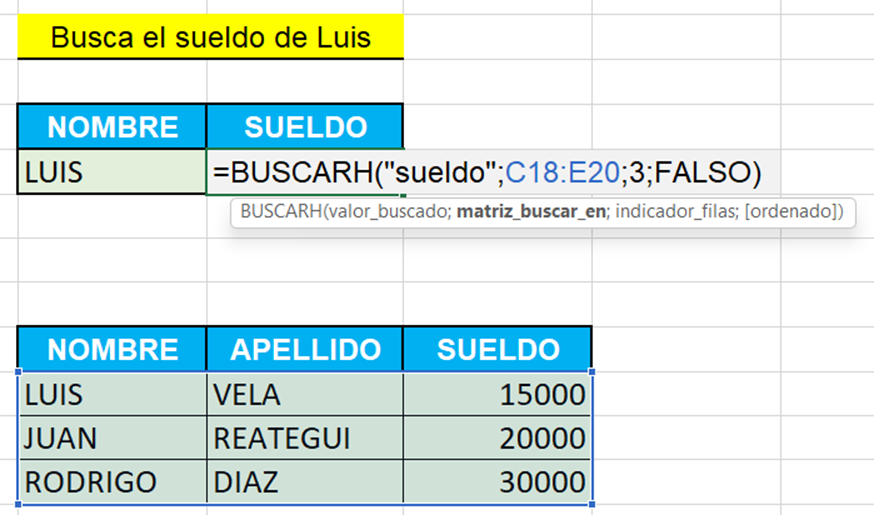 Busca el sueldo de Luis
NOMBRE SUELDO
LUIS =BUSCARH("sueldo";C18:E20;3;FALSO)
BUSCARH(valor_buscado; matriz_buscar_en; indicador_filas; [ordenado])
NOMBRE APELLIDO SUELDO
LUIS VELA 15000
JUAN REATEGUI 20000
RODRIGO DIAZ 30000